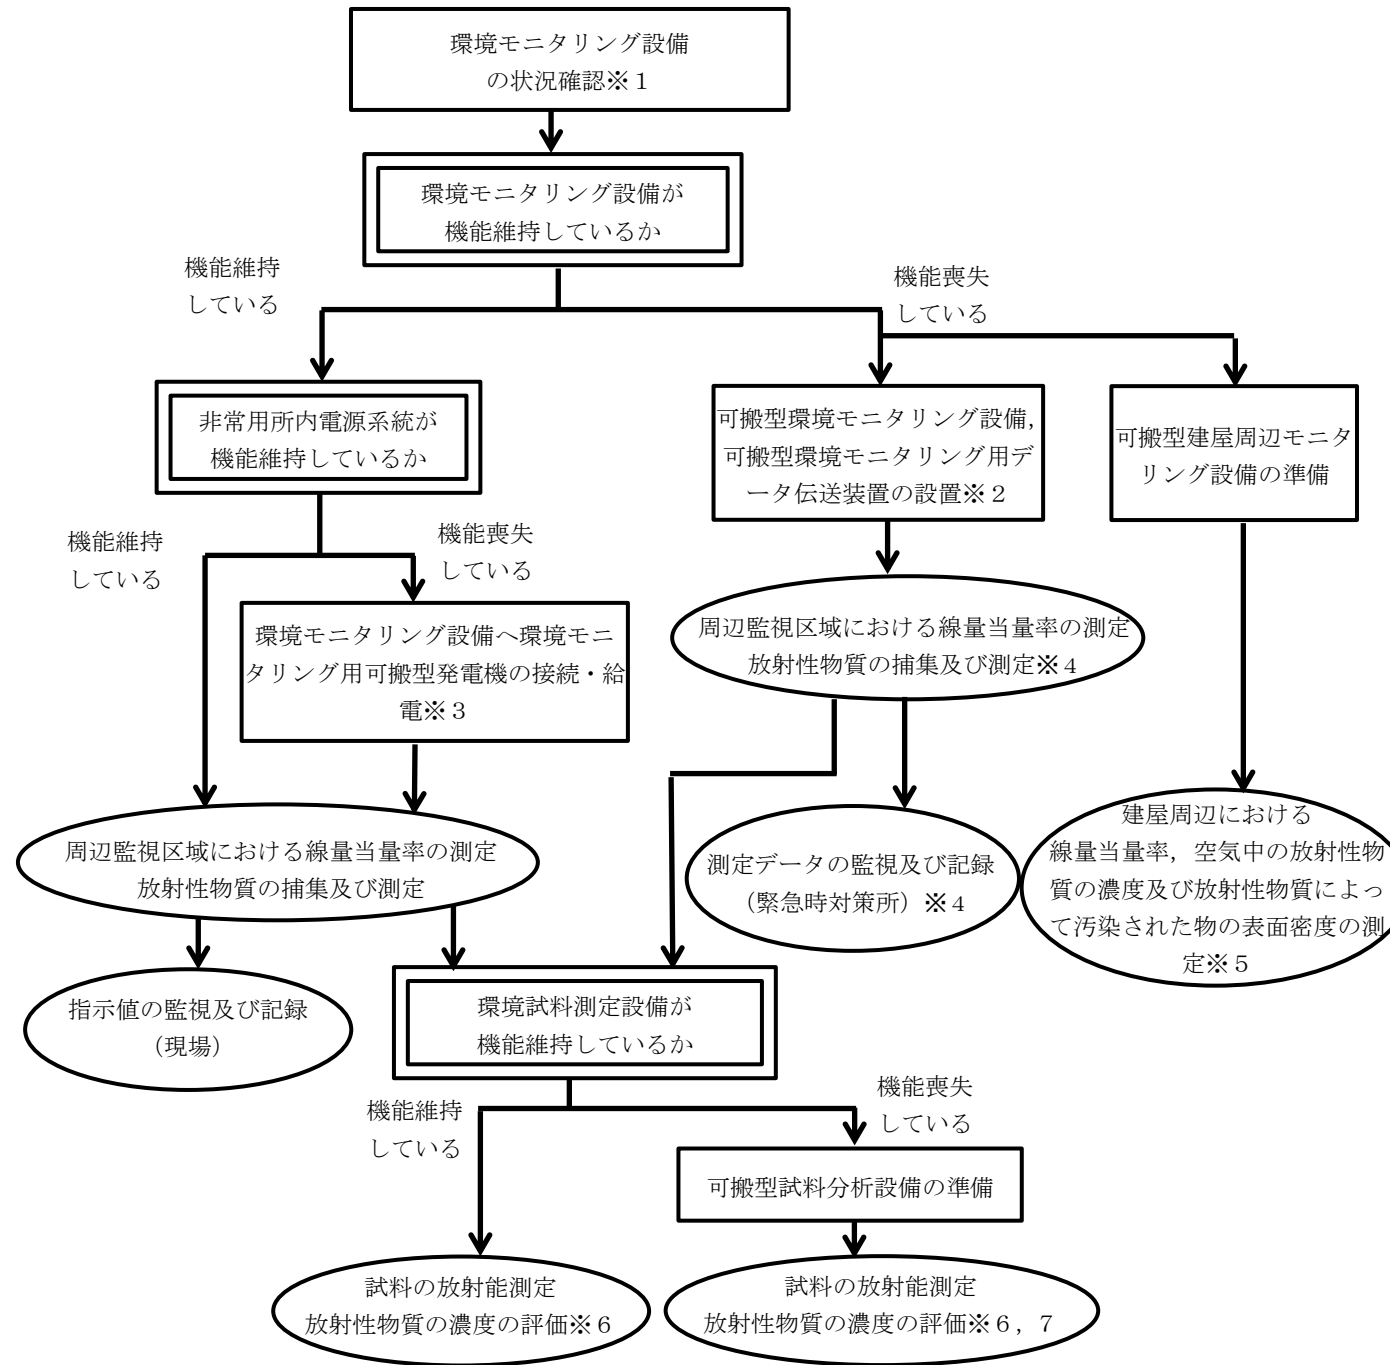 環境モニタリング設備
の状況確認※１
環境モニタリング設備が
機能維持しているか
機能維持
している
機能喪失
している
非常用所内電源系統が
機能維持しているか
可搬型環境モニタリング設備，
可搬型環境モニタリング用デ
ータ伝送装置の設置※２
可搬型建屋周辺モニタ
リング設備の準備
機能維持
している
機能喪失
している
環境モニタリング設備へ環境モニ
タリング用可搬型発電機の接続・給
電※３
周辺監視区域における線量当量率の測定
放射性物質の捕集及び測定※４
周辺監視区域における線量当量率の測定
放射性物質の捕集及び測定
測定データの監視及び記録
（緊急時対策所）※４
建屋周辺における
線量当量率，空気中の放射性物
質の濃度及び放射性物質によっ
て汚染された物の表面密度の測
定※５
指示値の監視及び記録
（現場）
環境試料測定設備が
機能維持しているか
機能維持
している
機能喪失
している
可搬型試料分析設備の準備
試料の放射能測定
放射性物質の濃度の評価※６
試料の放射能測定
放射性物質の濃度の評価※６，７